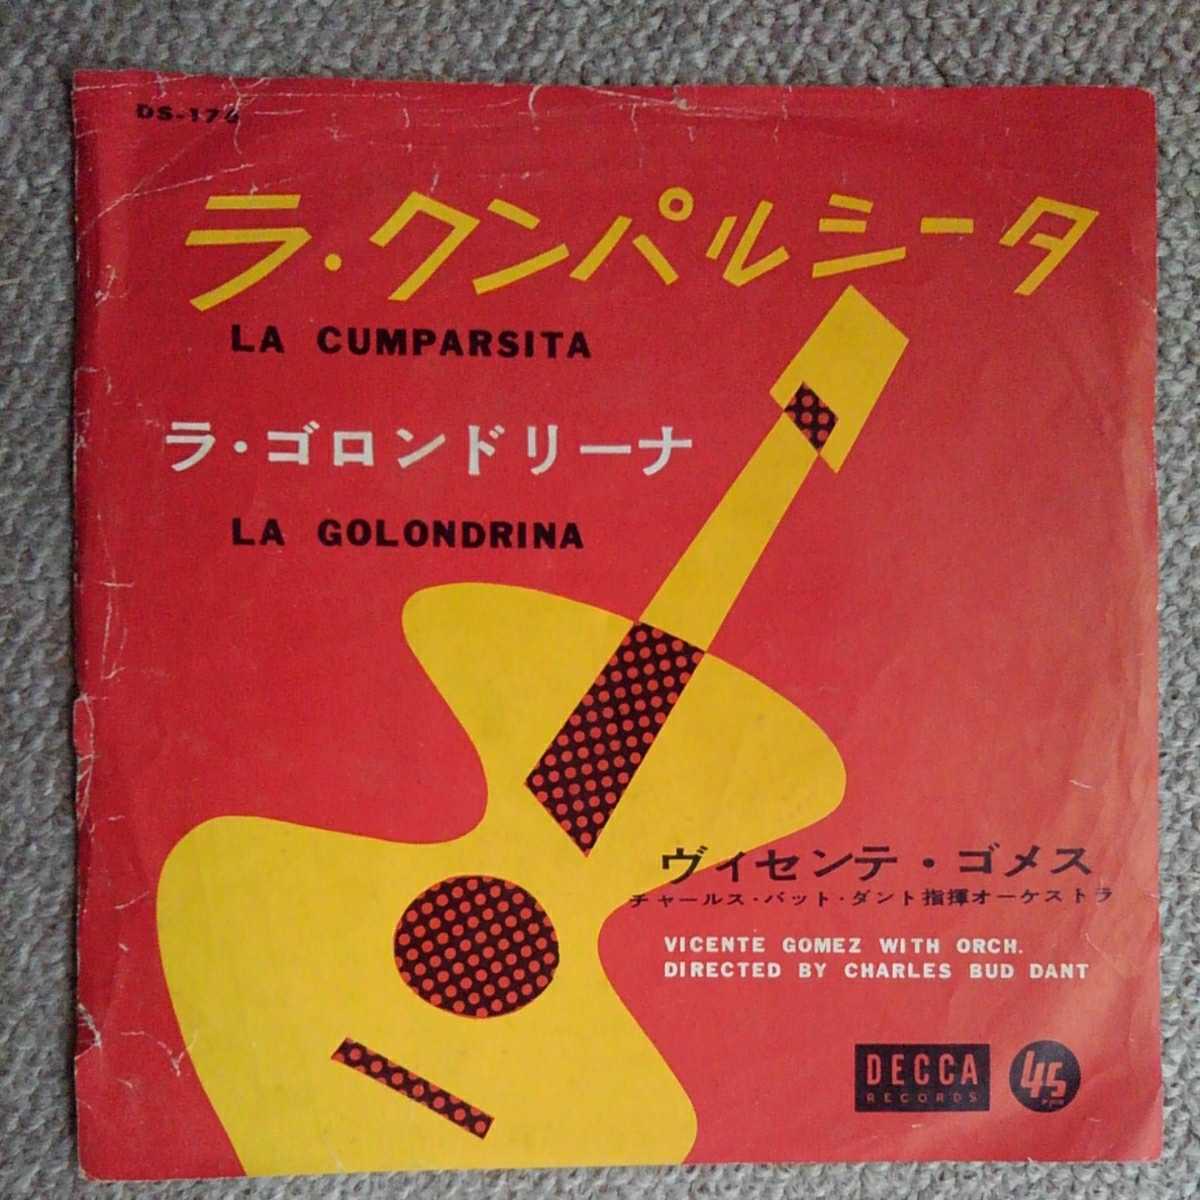 ラ・クンパルシータ
LA CUMPARSITA
ラ・ゴロンドリーナ
LA GOLONDRINA
ヴィセンテ・ゴメス
チャールス・バット・ダント指揮オーケストラ
VICENTE GOMEZ WITH ORCH.
DIRECTED BY CHARLES BUD DANT
DECCA
RECORDS
45